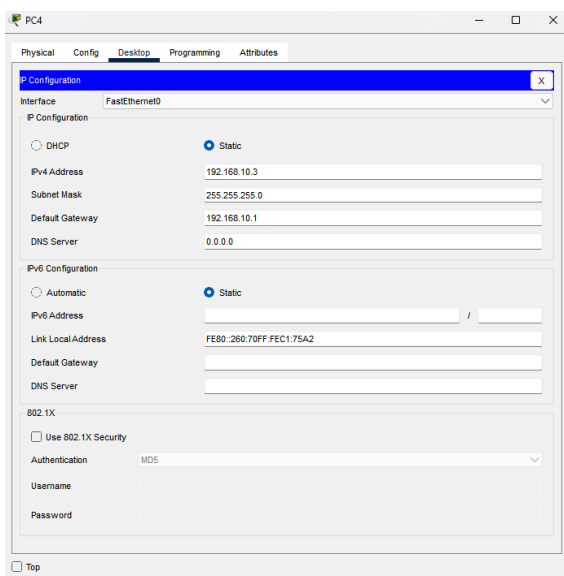 PC4
Physical Config Desktop Programming Attributes
IP Configuration X
Interface FastEthernet0
IP Configuration
DHCP Static
IPv4 Address 192.168.10.3
Subnet Mask 255.255.255.0
Default Gateway 192.168.10.1
DNS Server 0.0.0.0
IPv6 Configuration
Automatic Static
IPv6 Address /
Link Local Address FE80::260:70FF:FEC1:75A2
Default Gateway
DNS Server
802.1X
Use 802.1X Security
Authentication MD5
Username
Password
Top